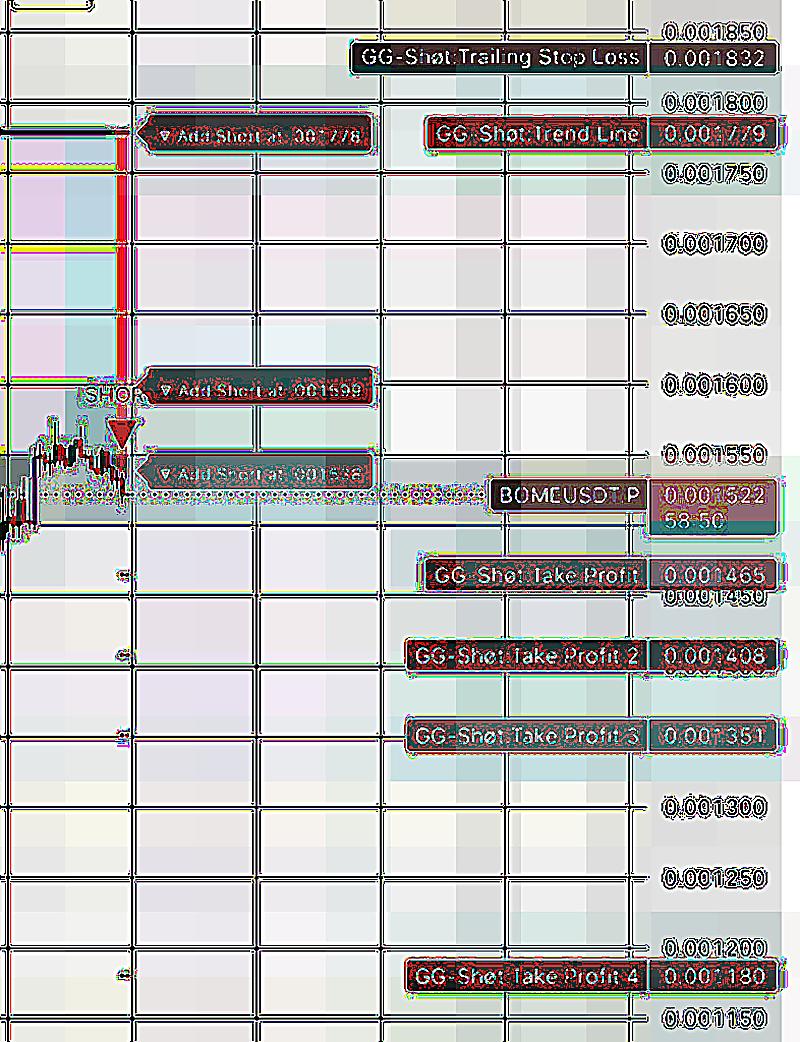 0.001850
GG-Shøt:Trailing Stop Loss 0.001832
0.001800
▽ Add Short at
GG-Shøt:Trend Line 0.001779
0.001750
0.001700
0.001650
0.001600
▽ Add Short at .001599
SHOR
0.001550
▽ Add Short at
BOMEUSDT.P 0.001522
58:50
GG-Shøt:Take Profit 0.001465
0.001450
GG-Shøt:Take Profit 2 0.001408
GG-Shøt:Take Profit 3 0.001351
0.001300
0.001250
0.001200
GG-Shøt:Take Profit 4 0.001180
0.001150